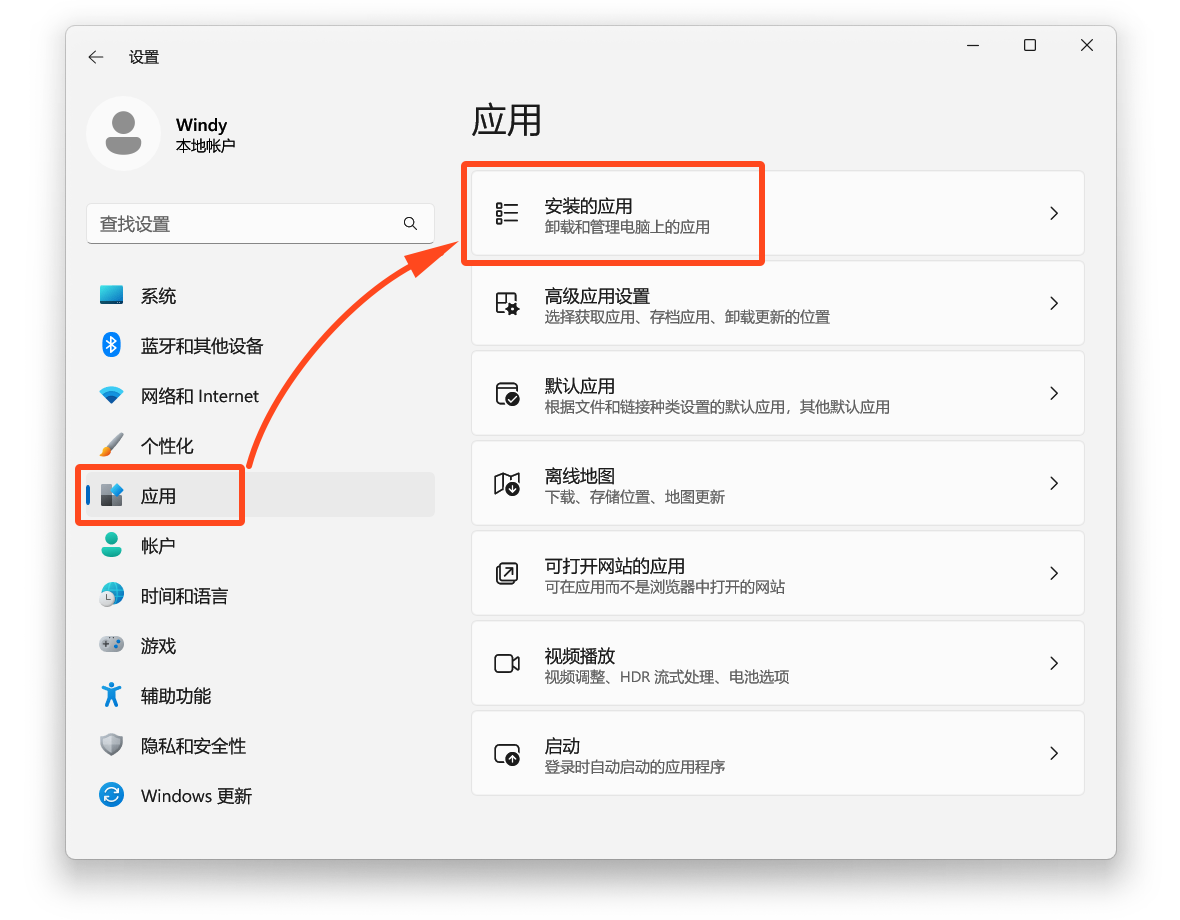 设置
Windy
本地帐户
查找设置
系统
蓝牙和其他设备
网络和 Internet
个性化
应用
帐户
时间和语言
游戏
辅助功能
隐私和安全性
Windows 更新
应用
安装的应用
卸载和管理电脑上的应用
高级应用设置
选择获取应用、存档应用、卸载更新的位置
默认应用
根据文件和链接种类设置的默认应用，其他默认应用
离线地图
下载、存储位置、地图更新
可打开网站的应用
可在应用而不是浏览器中打开的网站
视频播放
视频调整、HDR 流式处理、电池选项
启动
登录时自动启动的应用程序